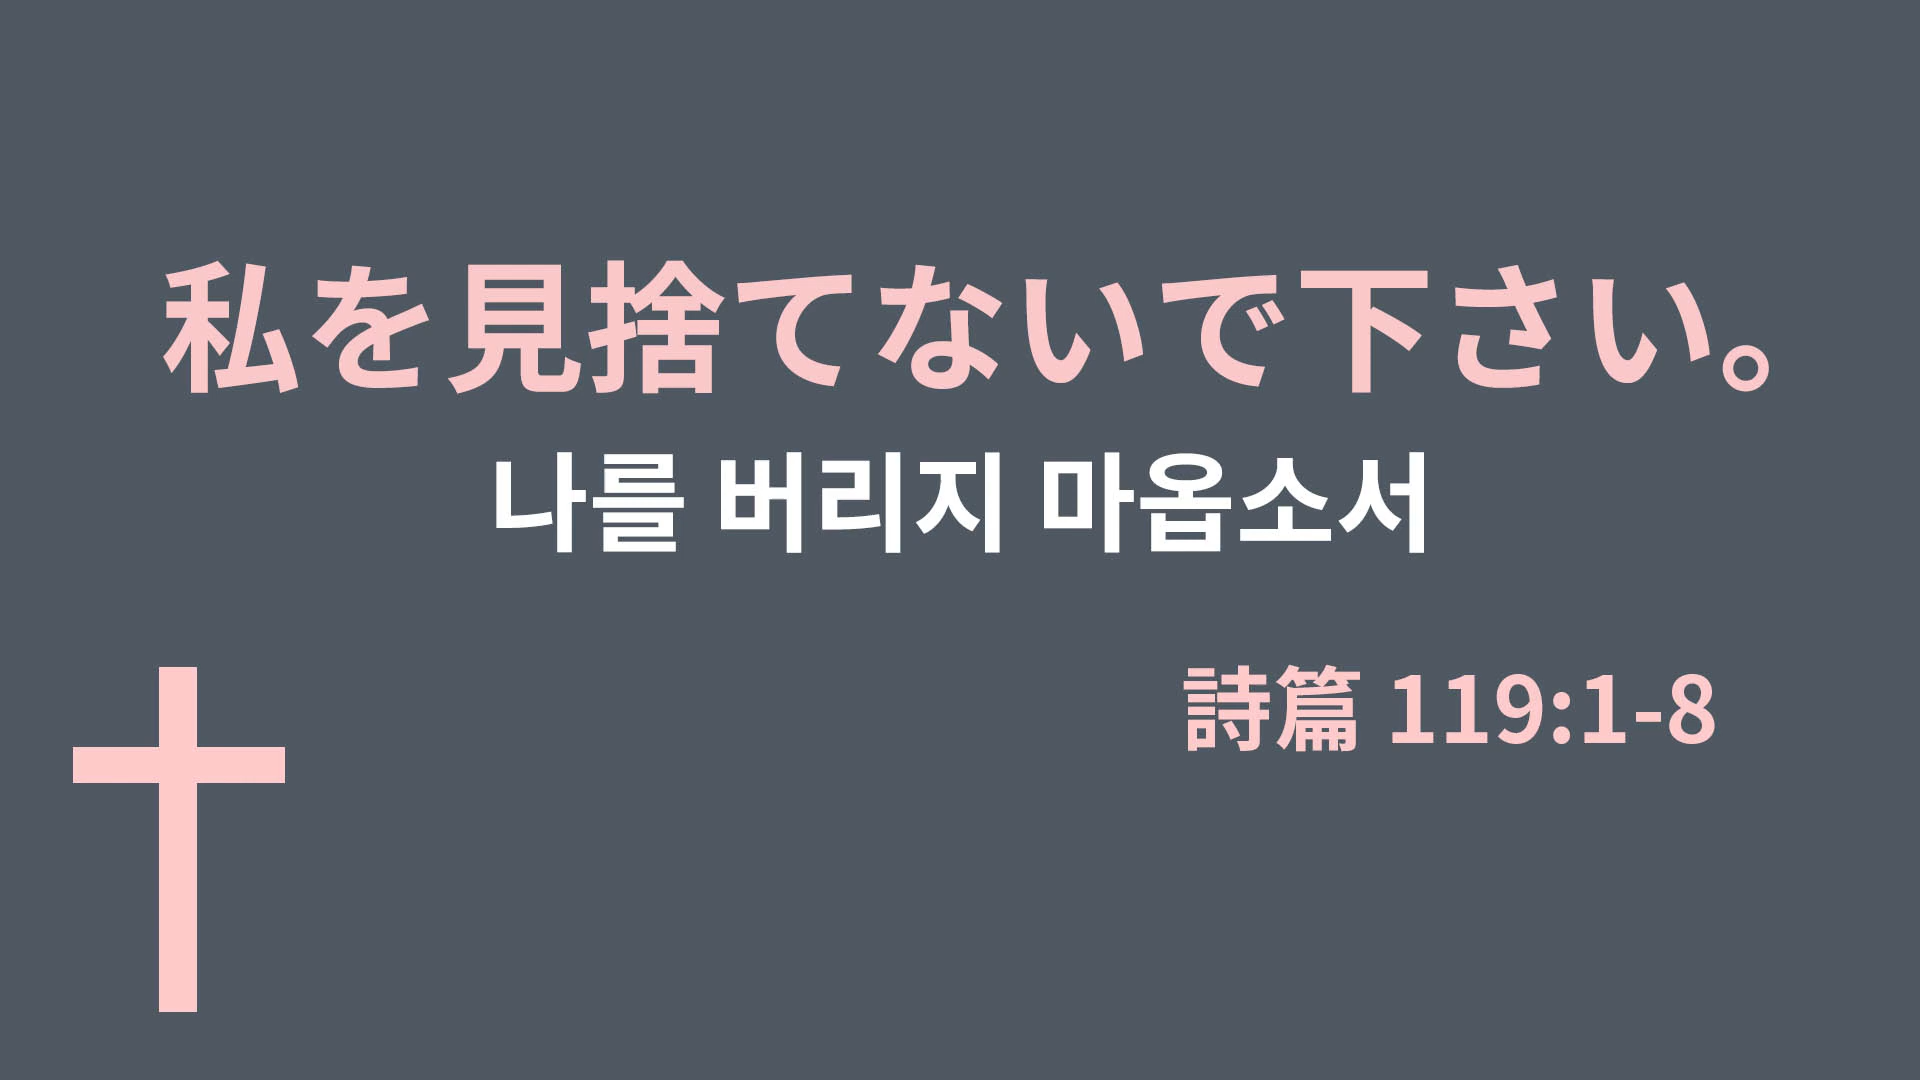 私を見捨てないで下さい。
나를 버리지 마옵소서
詩篇 119:1-8